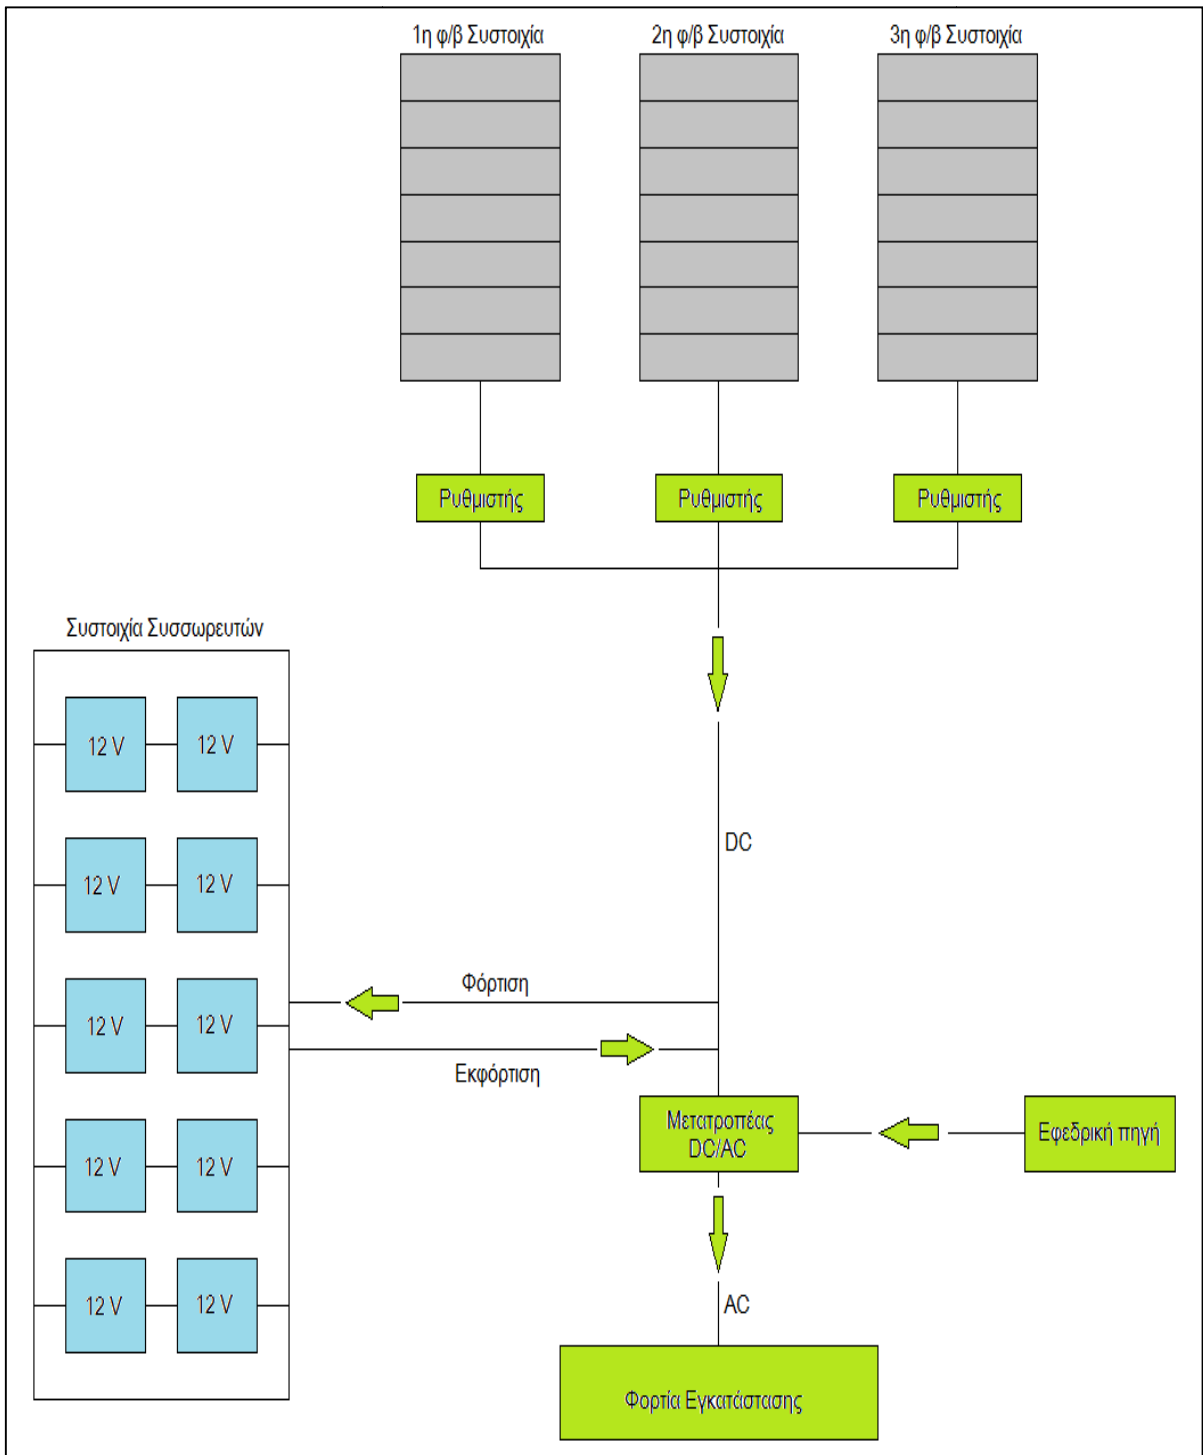 1η φ/β Συστοιχία
2η φ/β Συστοιχία
3η φ/β Συστοιχία
Ρυθμιστής
Ρυθμιστής
Ρυθμιστής
Συστοιχία Συσσωρευτών
12 V
12 V
DC
12 V
12 V
Φόρτιση
12 V
12 V
Εκφόρτιση
Μετατροπέας
DC/AC
Εφεδρική πηγή
12 V
12 V
12 V
12 V
AC
Φορτία Εγκατάστασης